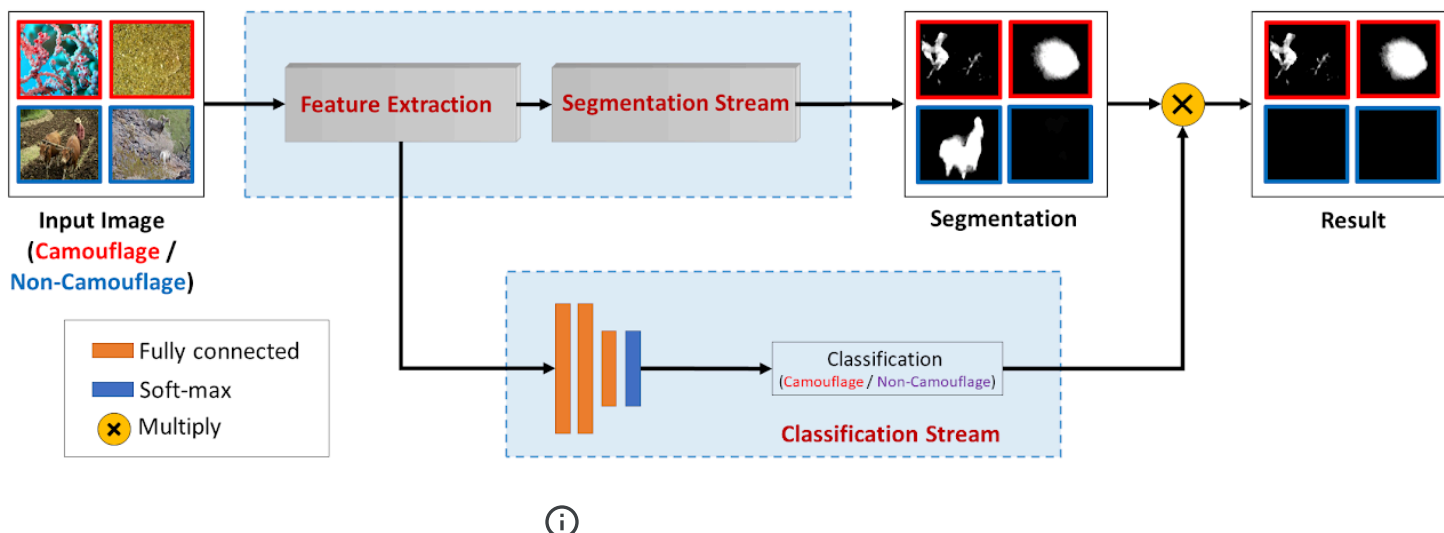 Feature Extraction
Segmentation Stream
Input Image
(Camouflage /
Non-Camouflage)
Segmentation
Result
Fully connected
Soft-max
Multiply
Classification
(Camouflage / Non-Camouflage)
Classification Stream